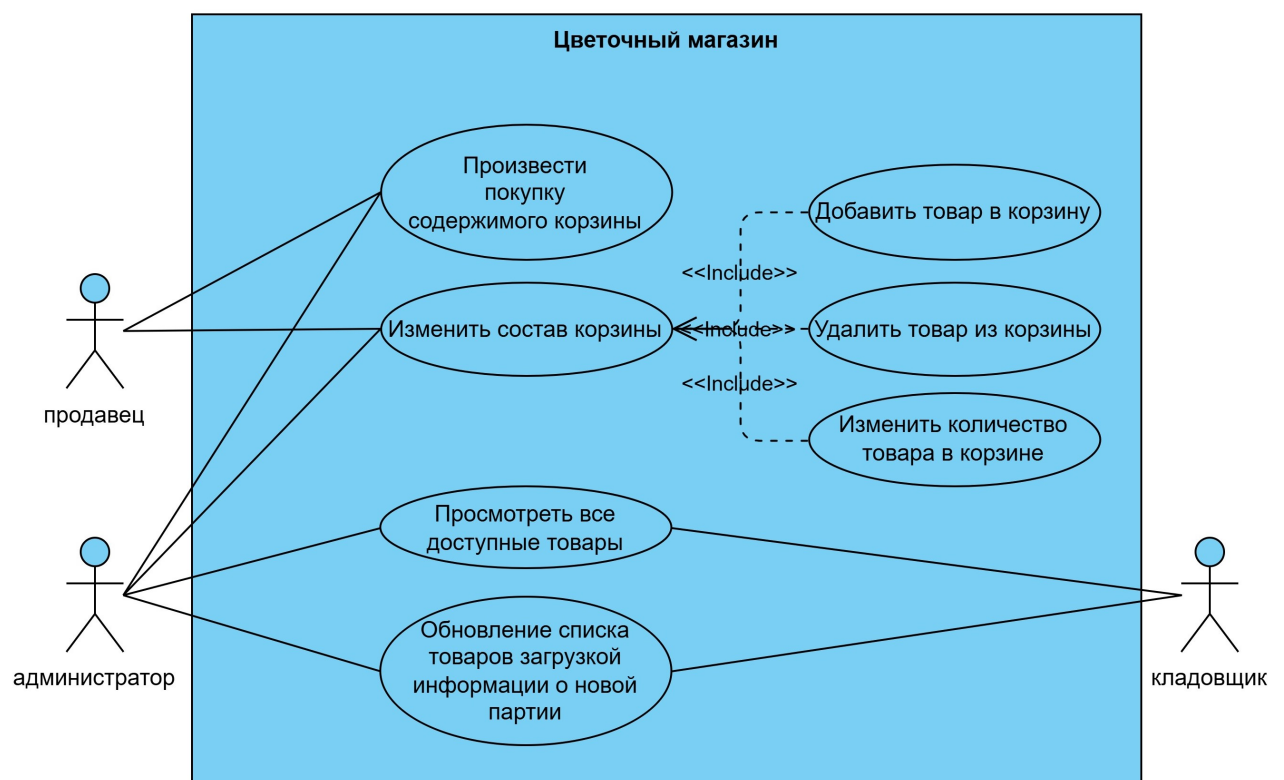 Цветочный магазин
Произвести
покупку
содержимого корзины
Добавить товар в корзину
<<Include>>
Изменить состав корзины
<<Include>>
Удалить товар из корзины
<<Include>>
Изменить количество
товара в корзине
продавец
Просмотреть все
доступные товары
Обновление списка
товаров загрузкой
информации о новой
партии
администратор
кладовщик